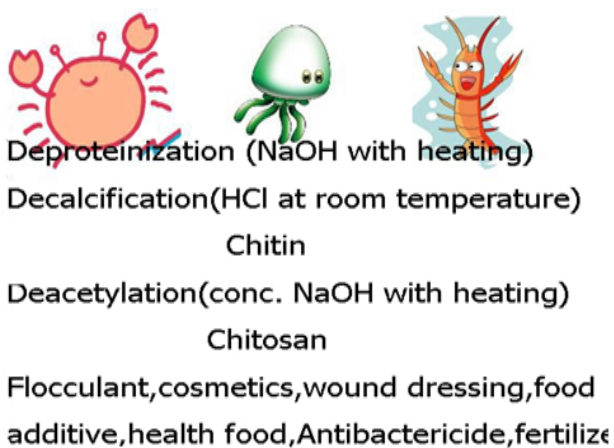 Deproteinization (NaOH with heating)
Decalcification(HCl at room temperature)
Chitin
Deacetylation(conc. NaOH with heating)
Chitosan
Flocculant,cosmetics,wound dressing,food
additive,health food,Antibactericide,fertilize